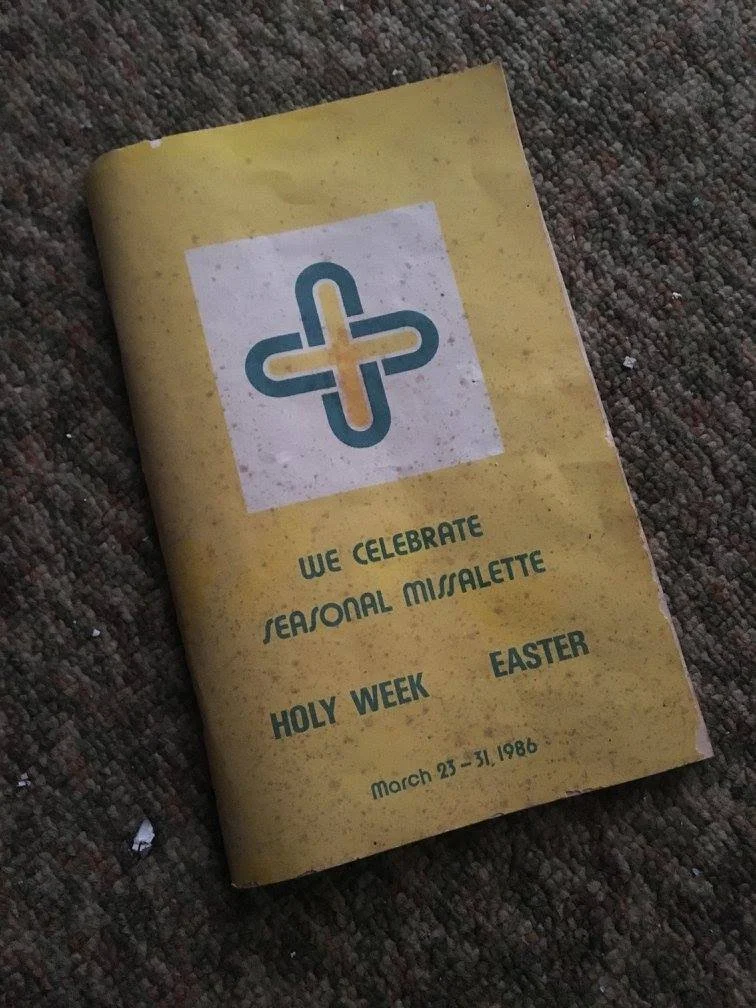 WE CELEBRATE
SEASONAL MISSALETTE
HOLY WEEK EASTER
March 23-31, 1986